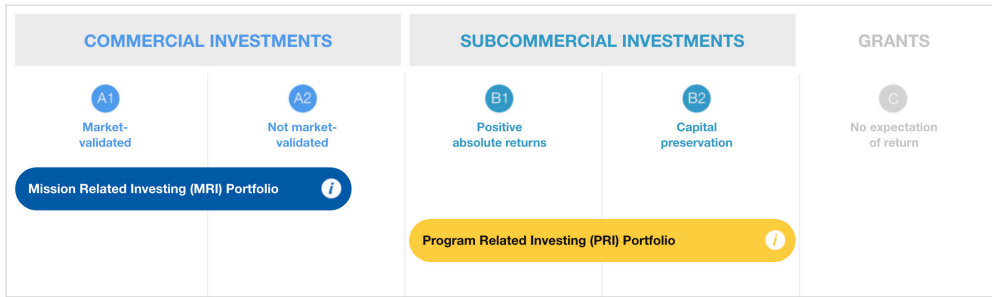 COMMERCIAL INVESTMENTS
SUBCOMMERCIAL INVESTMENTS
GRANTS
A1
A2
B1
B2
C
Market-
validated
Not market-
validated
Positive
absolute returns
Capital
preservation
No expectation
of return
Mission Related Investing (MRI) Portfolio i
Program Related Investing (PRI) Portfolio i